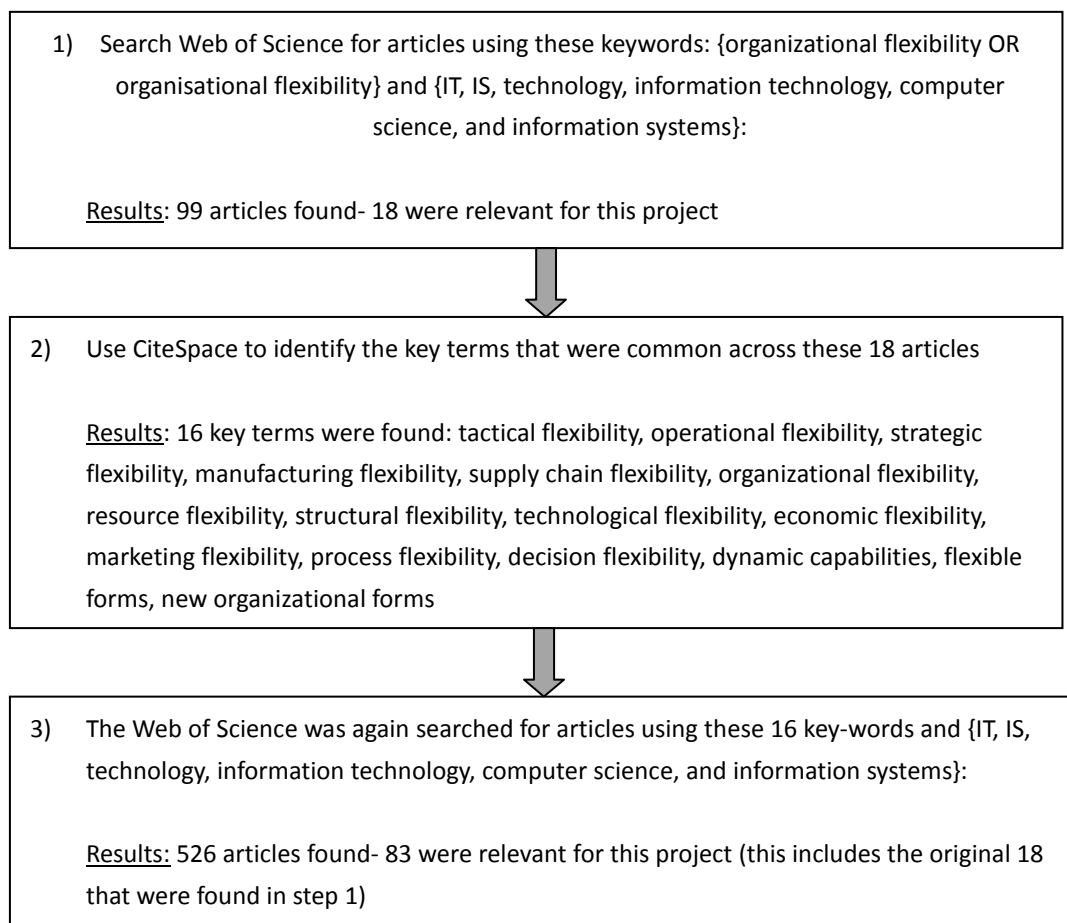 1) Search Web of Science for articles using these keywords: {organizational flexibility OR
organisational flexibility} and {IT, IS, technology, information technology, computer
science, and information systems}:
Results: 99 articles found- 18 were relevant for this project
2) Use CiteSpace to identify the key terms that were common across these 18 articles
Results: 16 key terms were found: tactical flexibility, operational flexibility, strategic
flexibility, manufacturing flexibility, supply chain flexibility, organizational flexibility,
resource flexibility, structural flexibility, technological flexibility, economic flexibility,
marketing flexibility, process flexibility, decision flexibility, dynamic capabilities, flexible
forms, new organizational forms
3) The Web of Science was again searched for articles using these 16 key-words and {IT, IS,
technology, information technology, computer science, and information systems}:
Results: 526 articles found- 83 were relevant for this project (this includes the original 18
that were found in step 1)